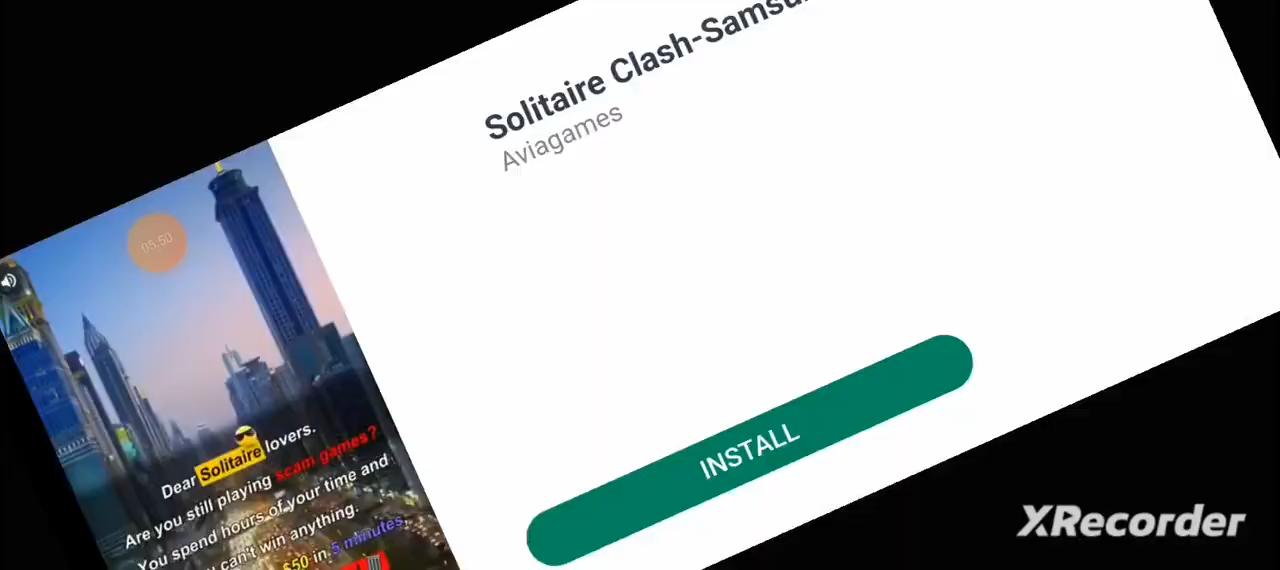 Solitaire Clash-Samsu
Aviagames
05:50
Dear Solitaire lovers.
Are you still playing scam games?
You spend hours of your time and
can't win anything.
$50 in 5 minutes,
INSTALL
XRecorder